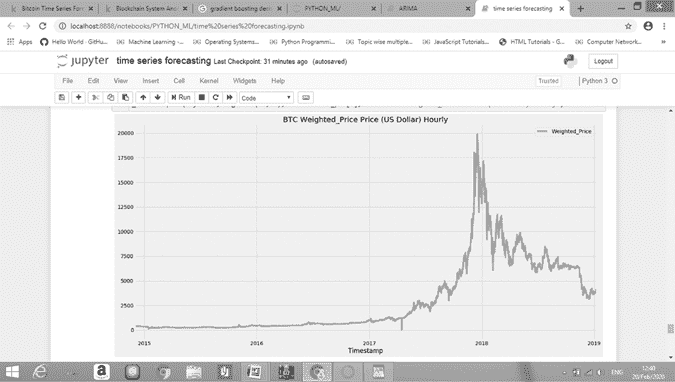 Bitcoin Time Series For
Blockchain System Ana
gradient boosting deci
PYTHON_ML/
ARIMA
time series forecasting
localhost:8888/notebooks/PYTHON_ML/time%20series%20forecasting.ipynb
Apps
Hello World · GitHu...
Machine Learning -...
Operating Systems...
Python Programmi...
Topic wise multiple...
JavaScript Tutorials...
HTML Tutorials - G...
Computer Network...
jupyter time series forecasting Last Checkpoint: 31 minutes ago (autosaved)
Logout
File Edit View Insert Cell Kernel Widgets Help
Trusted
Python 3
Run
Code
BTC Weighted_Price Price (US Dollar) Hourly
Weighted_Price
20000
17500
15000
12500
10000
7500
5000
2500
0
2015 2016 2017 2018 2019
Timestamp
ENG
12:40
20/Feb/2020